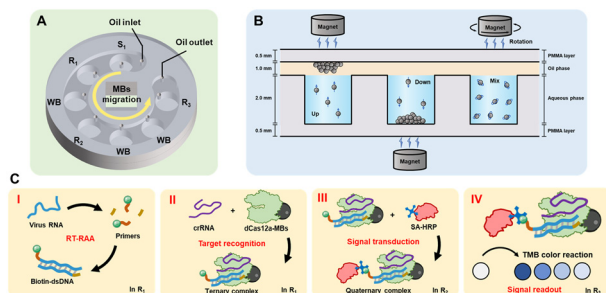 A
Oil inlet
S1
Oil outlet
R1
MBs
migration
WB
R3
R2
WB
WB
B
Magnet
Magnet
Rotation
0.5 mm
PMMA layer
1.0 mm
Oil phase
Down
Mix
2.0 mm
Aqueous phase
Up
0.5 mm
PMMA layer
Magnet
C
I
Virus RNA
Primers
RT-RAA
Biotin-dsDNA
In R1
II
crRNA
+
dCas12a-MBs
Target recognition
Ternary complex
In R1
III
+
SA-HRP
Signal transduction
Quaternary complex
In R2
IV
TMB color reaction
Signal readout